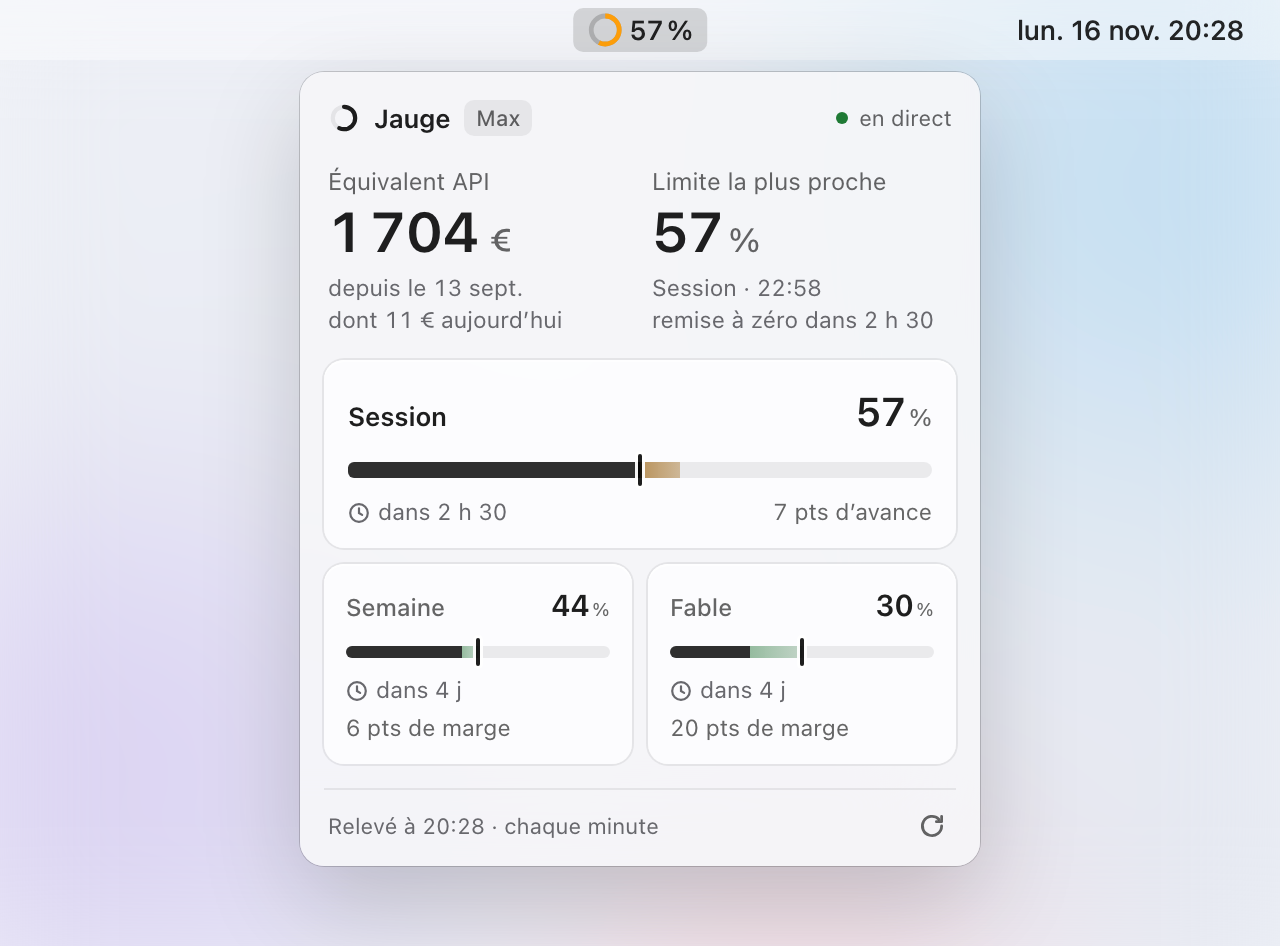 57 %
lun. 16 nov. 20:28
Jauge Max
en direct
Équivalent API
1 704 €
depuis le 13 sept.
dont 11 € aujourd’hui
Limite la plus proche
57 %
Session · 22:58
remise à zéro dans 2 h 30
Session
57 %
dans 2 h 30
7 pts d’avance
Semaine
44 %
dans 4 j
6 pts de marge
Fable
30 %
dans 4 j
20 pts de marge
Relevé à 20:28 · chaque minute